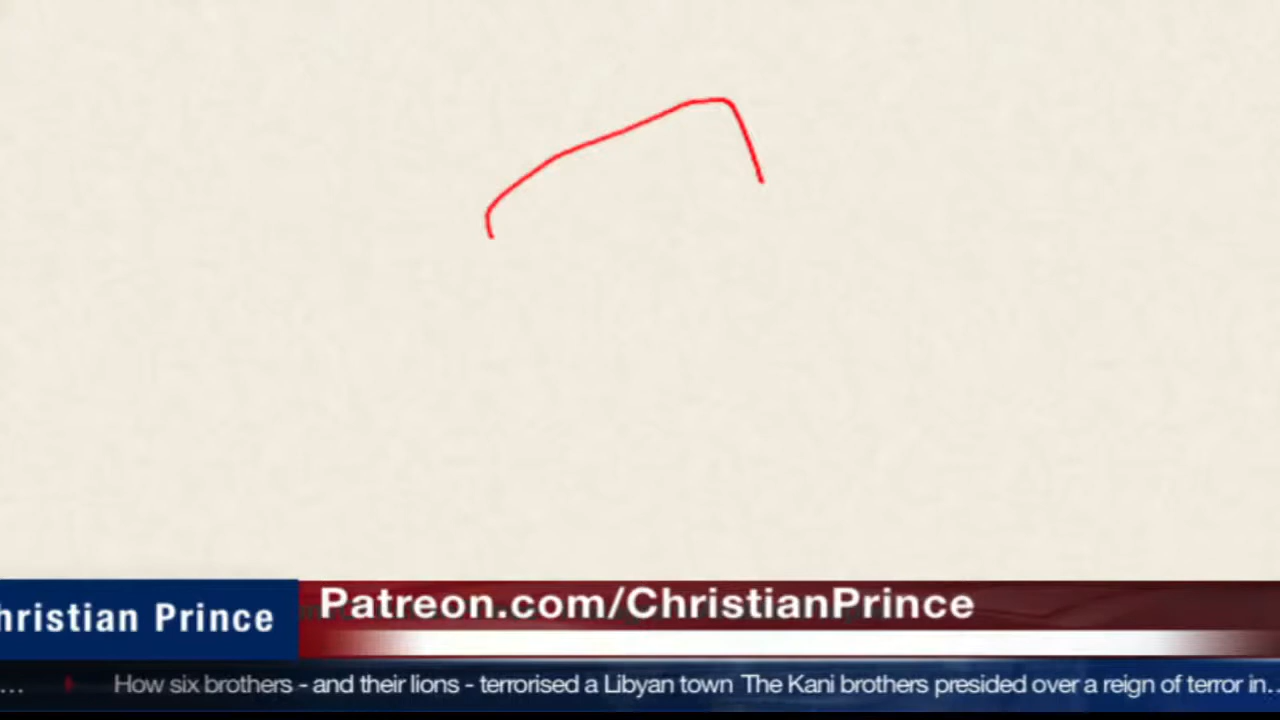 hristian Prince
Patreon.com/ChristianPrince
... How six brothers - and their lions - terrorised a Libyan town The Kani brothers presided over a reign of terror in...